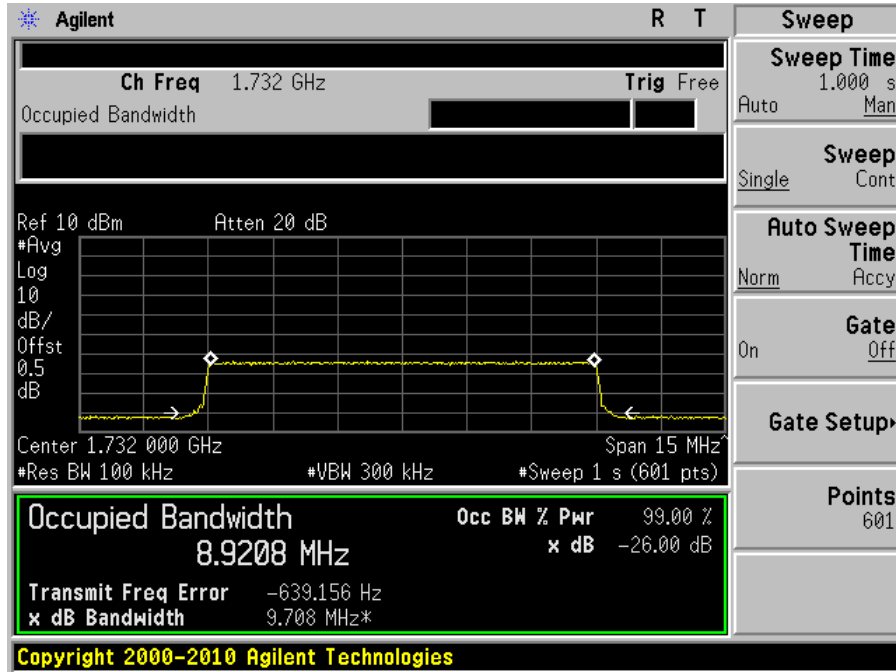 Agilent R T Sweep
Ch Freq 1.732 GHz Trig Free
Occupied Bandwidth
Sweep Time
1.000 s
Auto Man
Sweep
Single Cont
Auto Sweep
Time
Norm Accy
Gate
On Off
Gate Setup
Points
601
Ref 10 dBm Atten 20 dB
#Avg
Log
10
dB/
Offst
0.5
dB
Center 1.732 000 GHz Span 15 MHz^
#Res BW 100 kHz #VBW 300 kHz #Sweep 1 s (601 pts)
Occupied Bandwidth Occ BW % Pwr 99.00 %
8.9208 MHz x dB -26.00 dB
Transmit Freq Error -639.156 Hz
x dB Bandwidth 9.708 MHz*
Copyright 2000-2010 Agilent Technologies